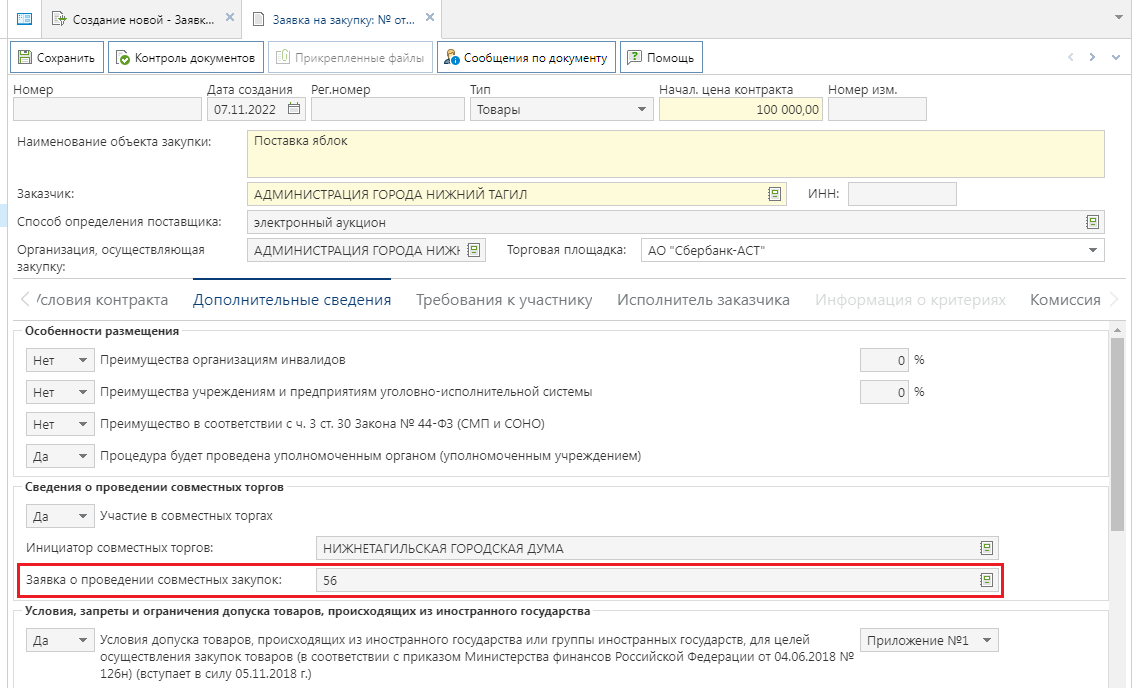 Создание новой - Заявк...
Заявка на закупку: № от...
Сохранить
Контроль документов
Прикрепленные файлы
Сообщения по документу
Помощь
Номер
Дата создания
Рег.номер
Тип
Начал. цена контракта
Номер изм.
07.11.2022
Товары
100 000,00
Наименование объекта закупки:
Поставка яблок
Заказчик:
АДМИНИСТРАЦИЯ ГОРОДА НИЖНИЙ ТАГИЛ
ИНН:
Способ определения поставщика:
электронный аукцион
Организация, осуществляющая
закупку:
АДМИНИСТРАЦИЯ ГОРОДА НИЖН
Торговая площадка:
АО "Сбербанк-АСТ"
Условия контракта
Дополнительные сведения
Требования к участнику
Исполнитель заказчика
Информация о критериях
Комиссия
Особенности размещения
Нет Преимущества организациям инвалидов 0 %
Нет Преимущества учреждениям и предприятиям уголовно-исполнительной системы 0 %
Нет Преимущество в соответствии с ч. 3 ст. 30 Закона № 44-ФЗ (СМП и СОНО)
Да Процедура будет проведена уполномоченным органом (уполномоченным учреждением)
Сведения о проведении совместных торгов
Да Участие в совместных торгах
Инициатор совместных торгов: НИЖНЕТАГИЛЬСКАЯ ГОРОДСКАЯ ДУМА
Заявка о проведении совместных закупок: 56
Условия, запреты и ограничения допуска товаров, происходящих из иностранного государства
Да Условия допуска товаров, происходящих из иностранного государства или группы иностранных государств, для целей Приложение №1
осуществления закупок товаров (в соответствии с приказом Министерства финансов Российской Федерации от 04.06.2018 №
126н) (вступает в силу 05.11.2018 г.)